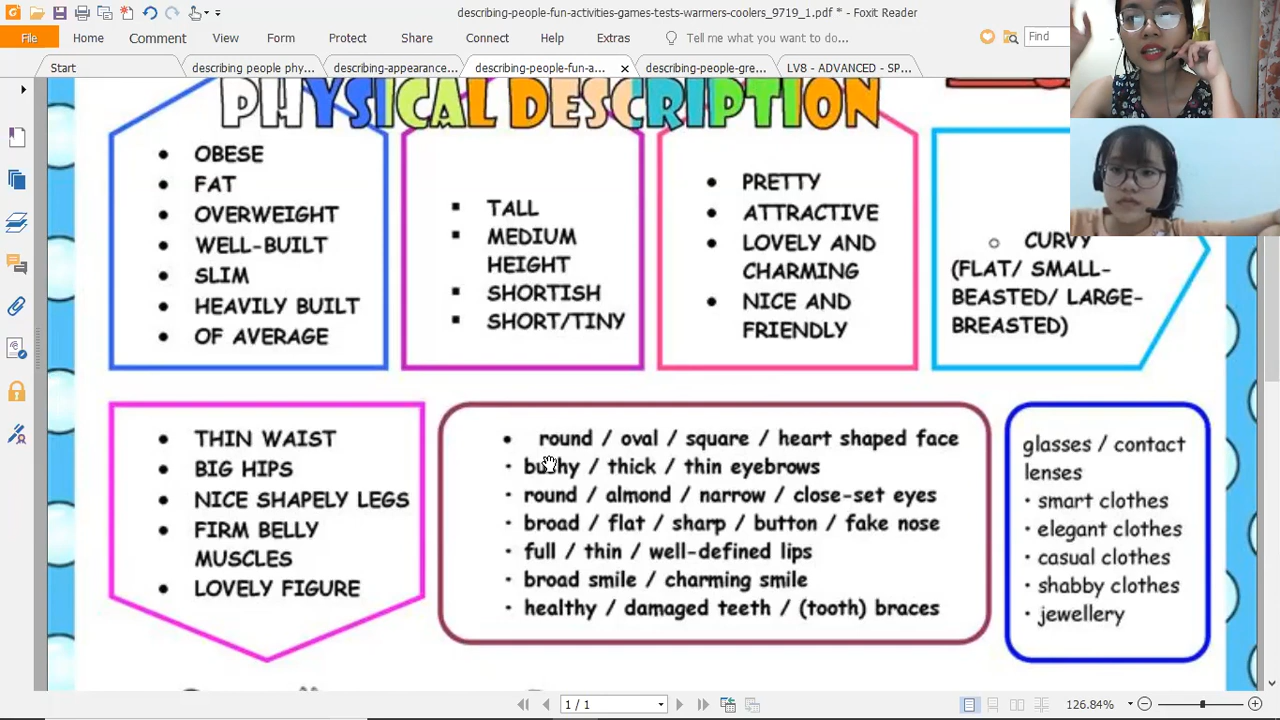 describing-people-fun-activities-games-tests-warmers-coolers_9719_1.pdf * - Foxit Reader
File Home Comment View Form Protect Share Connect Help Extras Tell me what you want to do... Find
Start describing people phy... describing-appearance... describing-people-fun-a... describing-people-gre... LV8 - ADVANCED - SP...
PHYSICAL DESCRIPTION
OBESE
FAT
OVERWEIGHT
WELL-BUILT
SLIM
HEAVILY BUILT
OF AVERAGE
TALL
MEDIUM
HEIGHT
SHORTISH
SHORT/TINY
PRETTY
ATTRACTIVE
LOVELY AND
CHARMING
NICE AND
FRIENDLY
CURVY
(FLAT/ SMALL-
BEASTED/ LARGE-
BREASTED)
THIN WAIST
BIG HIPS
NICE SHAPELY LEGS
FIRM BELLY
MUSCLES
LOVELY FIGURE
round / oval / square / heart shaped face
bushy / thick / thin eyebrows
round / almond / narrow / close-set eyes
broad / flat / sharp / button / fake nose
full / thin / well-defined lips
broad smile / charming smile
healthy / damaged teeth / (tooth) braces
glasses / contact
lenses
smart clothes
elegant clothes
casual clothes
shabby clothes
jewellery
1 / 1
126.84%